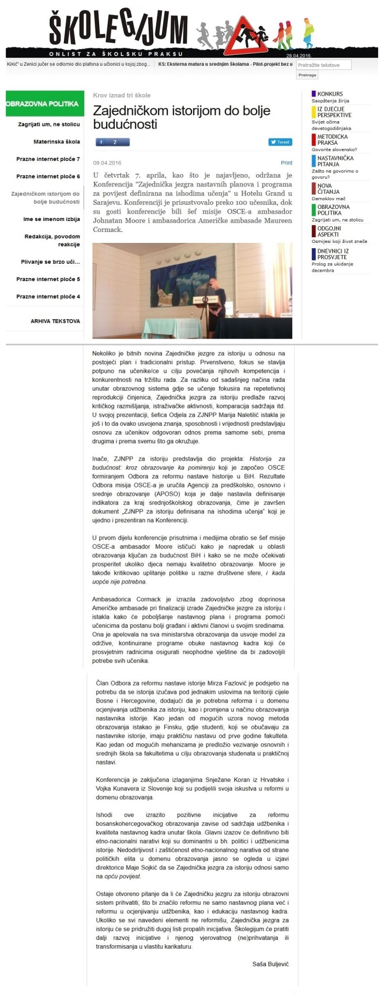 ŠKOLEGIJUM
ONLIST ZA ŠKOLSKU PRAKSU
28.04.2016.
Kikić" u Zenici jučer se odlomio dio plafona u učionici u kojoj zbog...
KS: Eksterna matura u srednjim školama - Pilot-projekt bez u
Pretražite tekstove
Pretraga
OBRAZOVNA POLITIKA
Zagrijati um, ne stolicu
Materinska škola
Prazne internet ploče 7
Prazne internet ploče 6
Zajedničkom istorijom do
bolje budućnosti
Ime se imenom izbija
Redakcija, povodom
reakcije
Plivanje se brzo uči...
Prazne internet ploče 5
Prazne internet ploče 4
ARHIVA TEKSTOVA
Krov iznad tri škole
Zajedničkom istorijom do bolje
budućnosti
f 2
Tweet
09.04.2016
Print
U četvrtak 7. aprila, kao što je najavljeno, održana je
Konferencija "Zajednička jezgra nastavnih planova i programa
za povijest definirana na ishodima učenja" u Hotelu Grand u
Sarajevu. Konferenciji je prisustvovalo preko 100 učesnika, dok
su gosti konferencije bili šef misije OSCE-a ambasador
Johnatan Moore i ambasadorica Američke ambasade Maureen
Cormack.
KONKURS
Saopštenje žirija
IZ DJEČIJE
PERSPEKTIVE
Svijet očima
devetogodišnjaka
METODIČKA
PRAKSA
Govorite slovensko?
NASTAVNIČKA
PITANJA
Zašto ne govorimo o
govoru?
NOVA
ČITANJA
Damoklov mač
OBRAZOVNA
POLITIKA
Zagrijati um, ne stolicu
ODGOJNI
ASPEKTI
Osmijesi koji život znače
DNEVNICI IZ
PROSVJETE
Prolog za ukidanje
decembra
Nekoliko je bitnih novina Zajedničke jezgre za istoriju u odnosu na
postojeći plan i tradicionalni pristup. Prvenstveno, fokus se stavlja
potpuno na učenike/ce u cilju povećanja njihovih kompetencija i
konkurentnosti na tržištu rada. Za razliku od sadašnjeg načina rada
unutar obrazovnog sistema gdje se učenje fokusira na repetetivnoj
reprodukciji činjenica, Zajednička jezgra za istoriju predlaže razvoj
kritičkog razmišljanja, istraživačke aktivnosti, komparacija sadržaja itd.
U svojoj prezentaciji, šefica Odjela za ZJNPP Marija Naletilić istakla je
još i to da ovako usvojena znanja, sposobnosti i vrijednosti predstavljaju
osnovu za učenikov odgovoran odnos prema samome sebi, prema
drugima i prema svemu što ga okružuje.
Inače, ZJNPP za istoriju predstavlja dio projekta: Historija za
budućnost: kroz obrazovanje ka pomirenju koji je započeo OSCE
formiranjem Odbora za reformu nastave historije u BiH. Rezultate
Odbora misija OSCE-a je uručila Agenciji za predškolsko, osnovno i
srednje obrazovanje (APOSO) koja je dalje nastavila definisanje
indikatora za kraj srednjoškolskog obrazovanja, čime je završen
dokument „ZJNPP za istoriju definisana na ishodima učenja“ koji je
ujedno i prezentiran na Konferenciji.
U prvom dijelu konferencije prisutnima i medijima obratio se šef misije
OSCE-a ambasador Moore ističući kako je napredak u oblasti
obrazovanja ključan za budućnost BiH i kako se ne može očekivati
prosperitet ukoliko djeca nemaju kvalitetno obrazovanje. Moore je
takođe kritikovao uplitanje politike u razne društvene sfere, i kada
uopće nije potrebna.
Ambasadorica Cormack je izrazila zadovoljstvo zbog doprinosa
Američke ambasade pri finalizaciji izrade Zajedničke jezgre za istoriju i
istakla kako će poboljšanje nastavnog plana i programa pomoći
učenicima da postanu bolji građani i aktivni članovi u svojim sredinama.
Ona je apelovala na sva ministarstva obrazovanja da usvoje model za
održive, kontinuirane programe obuke nastavnog kadra koji će
prosvjetnim radnicima osigurati neophodne vještine da bi zadovoljili
potrebe svih učenika.
Član Odbora za reformu nastave istorije Mirza Fazlović je podsjetio na
potrebu da se istorija izučava pod jednakim uslovima na teritoriji cijele
Bosne i Hercegovine, dodajući da je potrebna reforma i u domenu
ocjenjivanja udžbenika za istoriju, kao i promjena u načinu obrazovanja
nastavnika istorije. Kao jedan od mogućih uzora novog metoda
obrazovanja istakao je Finsku, gdje studenti, koji se obučavaju za
nastavnike istorije, imaju praktičnu nastavu od prve godine fakulteta.
Kao jedan od mogućih mehanizama je predložio vezivanje osnovnih i
srednjih škola sa fakultetima u cilju obrazovanja studenata u praktičnoj
nastavi.
Konferencija je zaključena izlaganjima Snježane Koran iz Hrvatske i
Vojka Kunavera iz Slovenije koji su podijelili svoja iskustva u reformi u
domenu obrazovanja.
Ishodi ove izrazito pozitivne inicijative za reformu
bosanskohercegovačkog obrazovanja zavise od sadržaja udžbenika i
kvaliteta nastavnog kadra unutar škola. Glavni izazov će definitivno biti
etno-nacionalni narativi koji su dominantni u bh. politici i udžbenicima
istorije. Nedodirljivost i zaštićenost etno-nacionalnog narativa od strane
političkih elita u domenu obrazovanja jasno se ogleda u izjavi
direktorice Maje Sojkić da se Zajednička jezgra za istoriju odnosi samo
na opću povijest.
Ostaje otvoreno pitanje da li će Zajedničku jezgru za istoriju obrazovni
sistem prihvatiti, što bi značilo reformu ne samo nastavnog plana već i
reformu u ocjenjivanju udžbenika, kao i edukaciju nastavnog kadra.
Ukoliko se svi navedeni elementi ne reformišu, Zajednička jezgra za
istoriju će se pridružiti dugoj listi propalih inicijativa. Školegijum će pratiti
dalji razvoj inicijative i njenog vjerovatnog (ne)prihvatanja ili
transformisanja u vlastitu karikaturu.
Saša Buljević